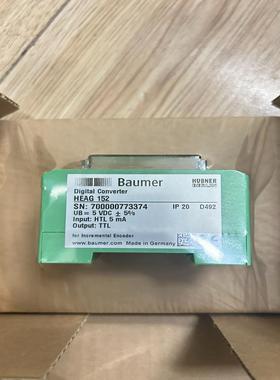 Baumer
HÜBNER
BERLIN
Digital Converter
HEAG 152
SN: 700000773374 IP 20 D492
UB = 5 VDC ± 5%
Input: HTL 5 mA
Output: TTL
for Incremental Encoder
www.baumer.com Made in Germany